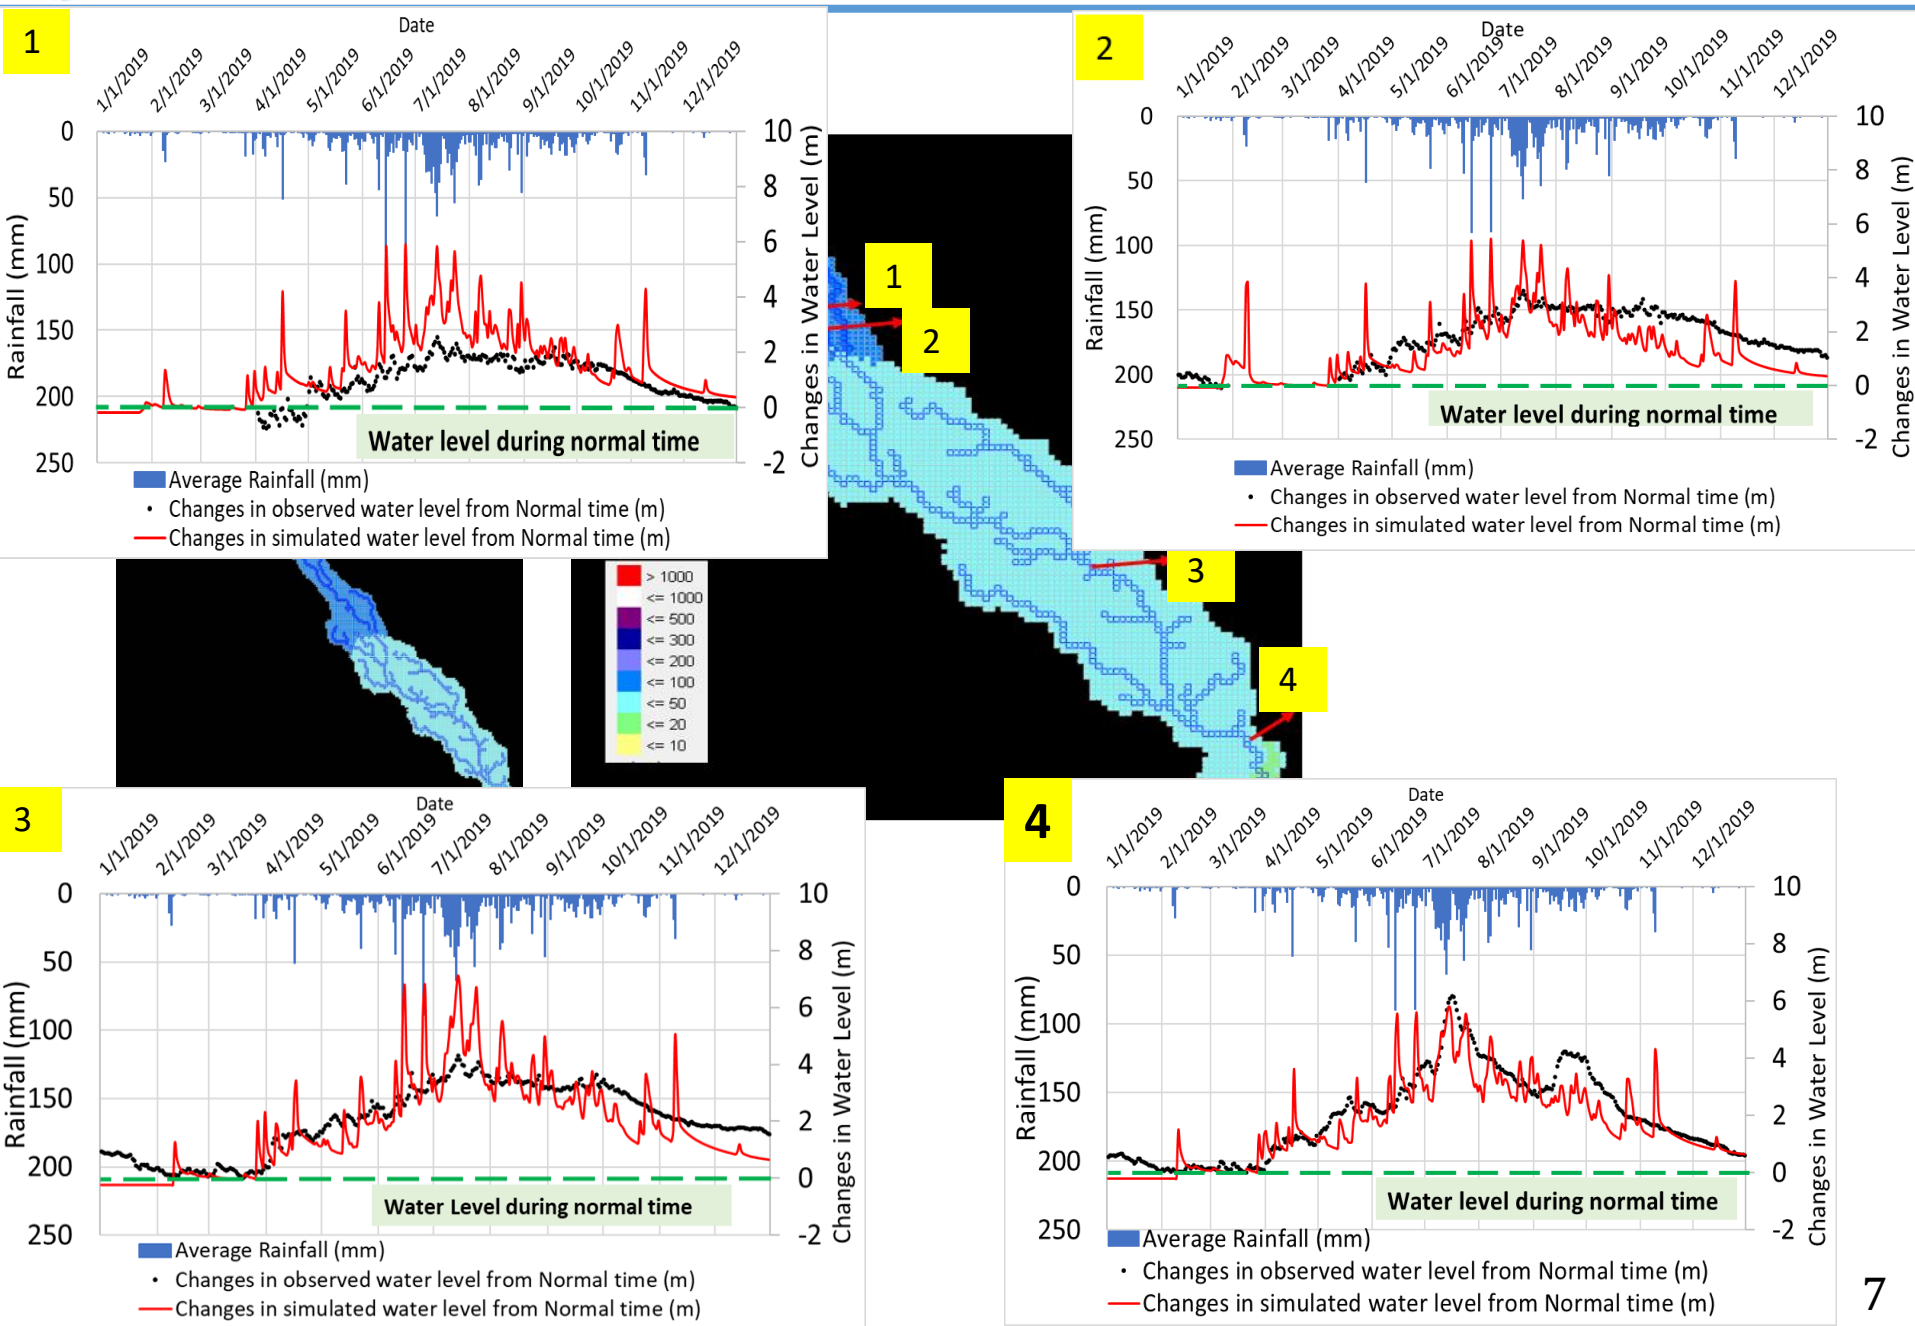 1
Date
1/1/2019 2/1/2019 3/1/2019 4/1/2019 5/1/2019 6/1/2019 7/1/2019 8/1/2019 9/1/2019 10/1/2019 11/1/2019 12/1/2019
Rainfall (mm)
0
50
100
150
200
250
10
8
6
4
2
0
-2
Changes in Water Level (m)
Water level during normal time
Average Rainfall (mm)
Changes in observed water level from Normal time (m)
Changes in simulated water level from Normal time (m)
2
Date
1/1/2019 2/1/2019 3/1/2019 4/1/2019 5/1/2019 6/1/2019 7/1/2019 8/1/2019 9/1/2019 10/1/2019 11/1/2019 12/1/2019
Rainfall (mm)
0
50
100
150
200
250
10
8
6
4
2
0
-2
Changes in Water Level (m)
Water level during normal time
Average Rainfall (mm)
Changes in observed water level from Normal time (m)
Changes in simulated water level from Normal time (m)
1
2
3
4
> 1000
<= 1000
<= 500
<= 300
<= 200
<= 100
<= 50
<= 20
<= 10
3
Date
1/1/2019 2/1/2019 3/1/2019 4/1/2019 5/1/2019 6/1/2019 7/1/2019 8/1/2019 9/1/2019 10/1/2019 11/1/2019 12/1/2019
Rainfall (mm)
0
50
100
150
200
250
10
8
6
4
2
0
-2
Changes in Water Level (m)
Water Level during normal time
Average Rainfall (mm)
Changes in observed water level from Normal time (m)
Changes in simulated water level from Normal time (m)
4
Date
1/1/2019 2/1/2019 3/1/2019 4/1/2019 5/1/2019 6/1/2019 7/1/2019 8/1/2019 9/1/2019 10/1/2019 11/1/2019 12/1/2019
Rainfall (mm)
0
50
100
150
200
250
10
8
6
4
2
0
-2
Changes in Water Level (m)
Water level during normal time
Average Rainfall (mm)
Changes in observed water level from Normal time (m)
Changes in simulated water level from Normal time (m)
7